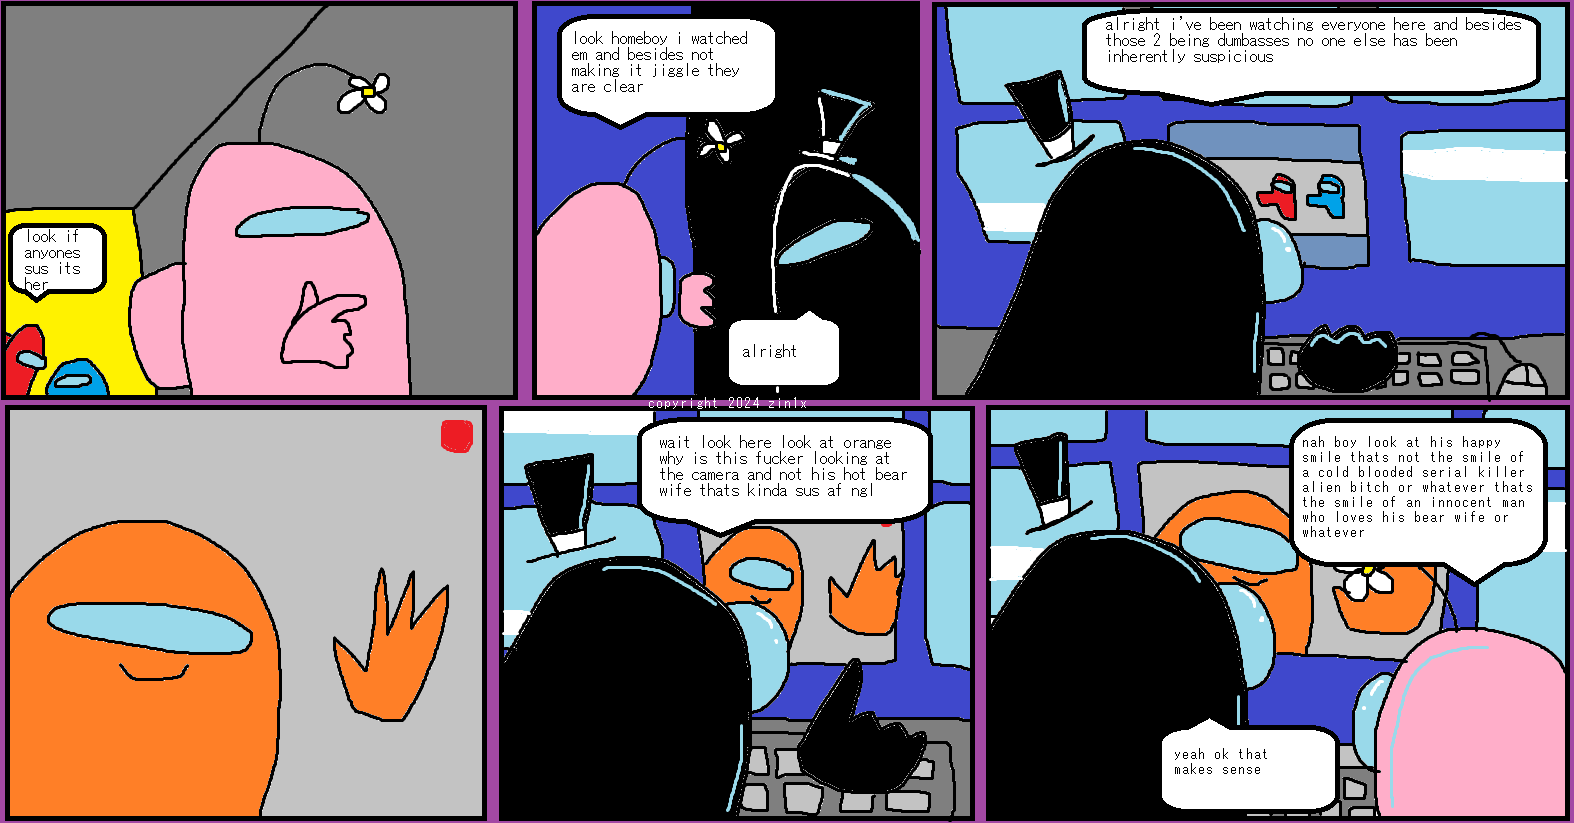 look if
anyones
sus its
her
look homeboy i watched
em and besides not
making it jiggle they
are clear
alright
alright i've been watching everyone here and besides
those 2 being dumbasses no one else has been
inherently suspicious
copyright 2024 zin1x
wait look here look at orange
why is this fucker looking at
the camera and not his hot bear
wife thats kinda sus af ngl
nah boy look at his happy
smile thats not the smile of
a cold blooded serial killer
alien bitch or whatever thats
the smile of an innocent man
who loves his bear wife or
whatever
yeah ok that
makes sense